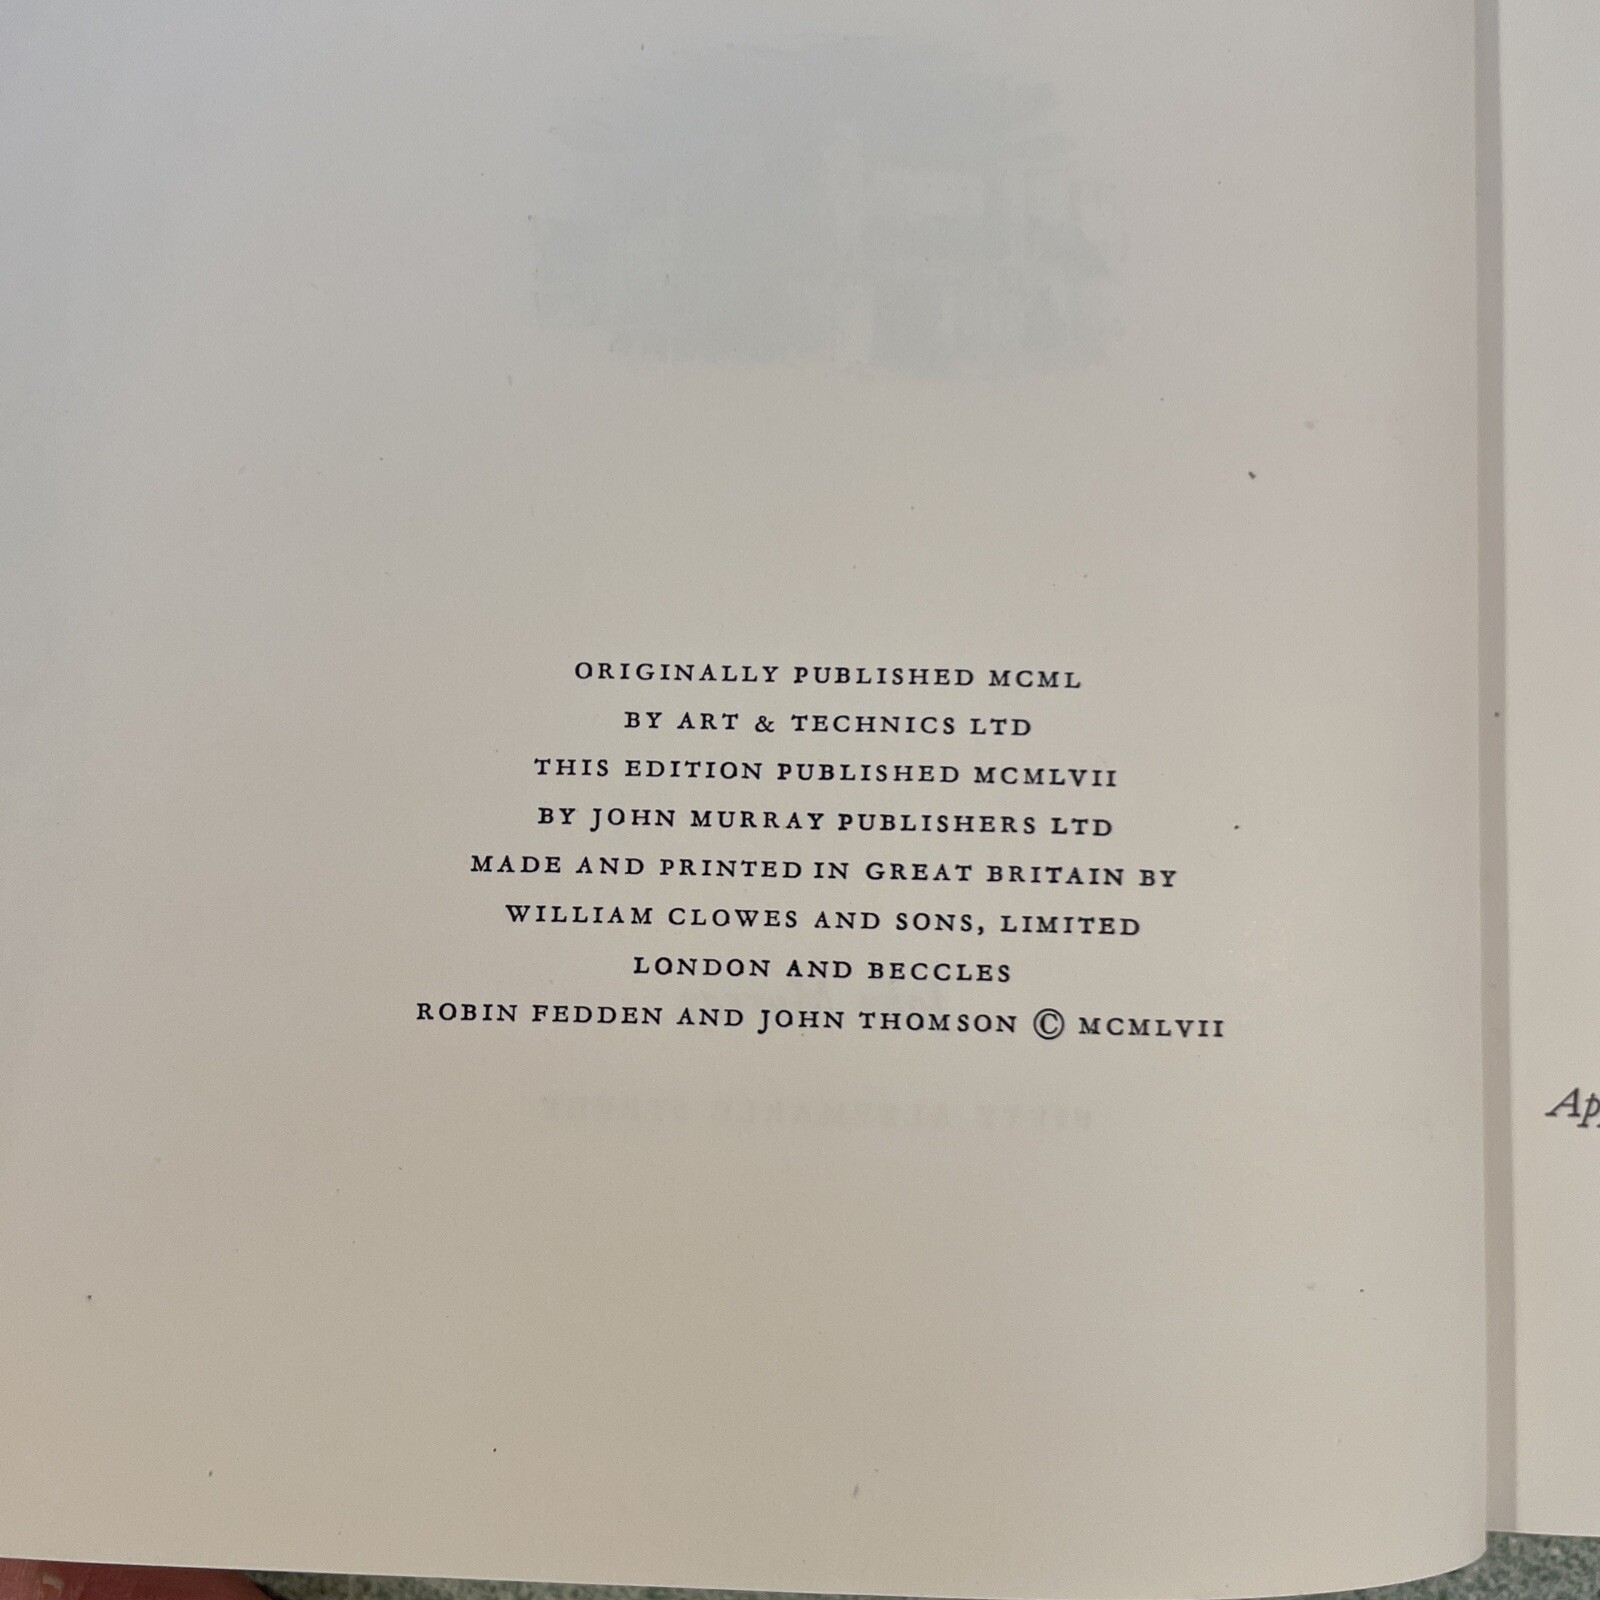 ORIGINALLY PUBLISHED MCML
BY ART & TECHNICS LTD
THIS EDITION PUBLISHED MCMLVII
BY JOHN MURRAY PUBLISHERS LTD
MADE AND PRINTED IN GREAT BRITAIN BY
WILLIAM CLOWES AND SONS, LIMITED
LONDON AND BECCLES
ROBIN FEDDEN AND JOHN THOMSON © MCMLVII